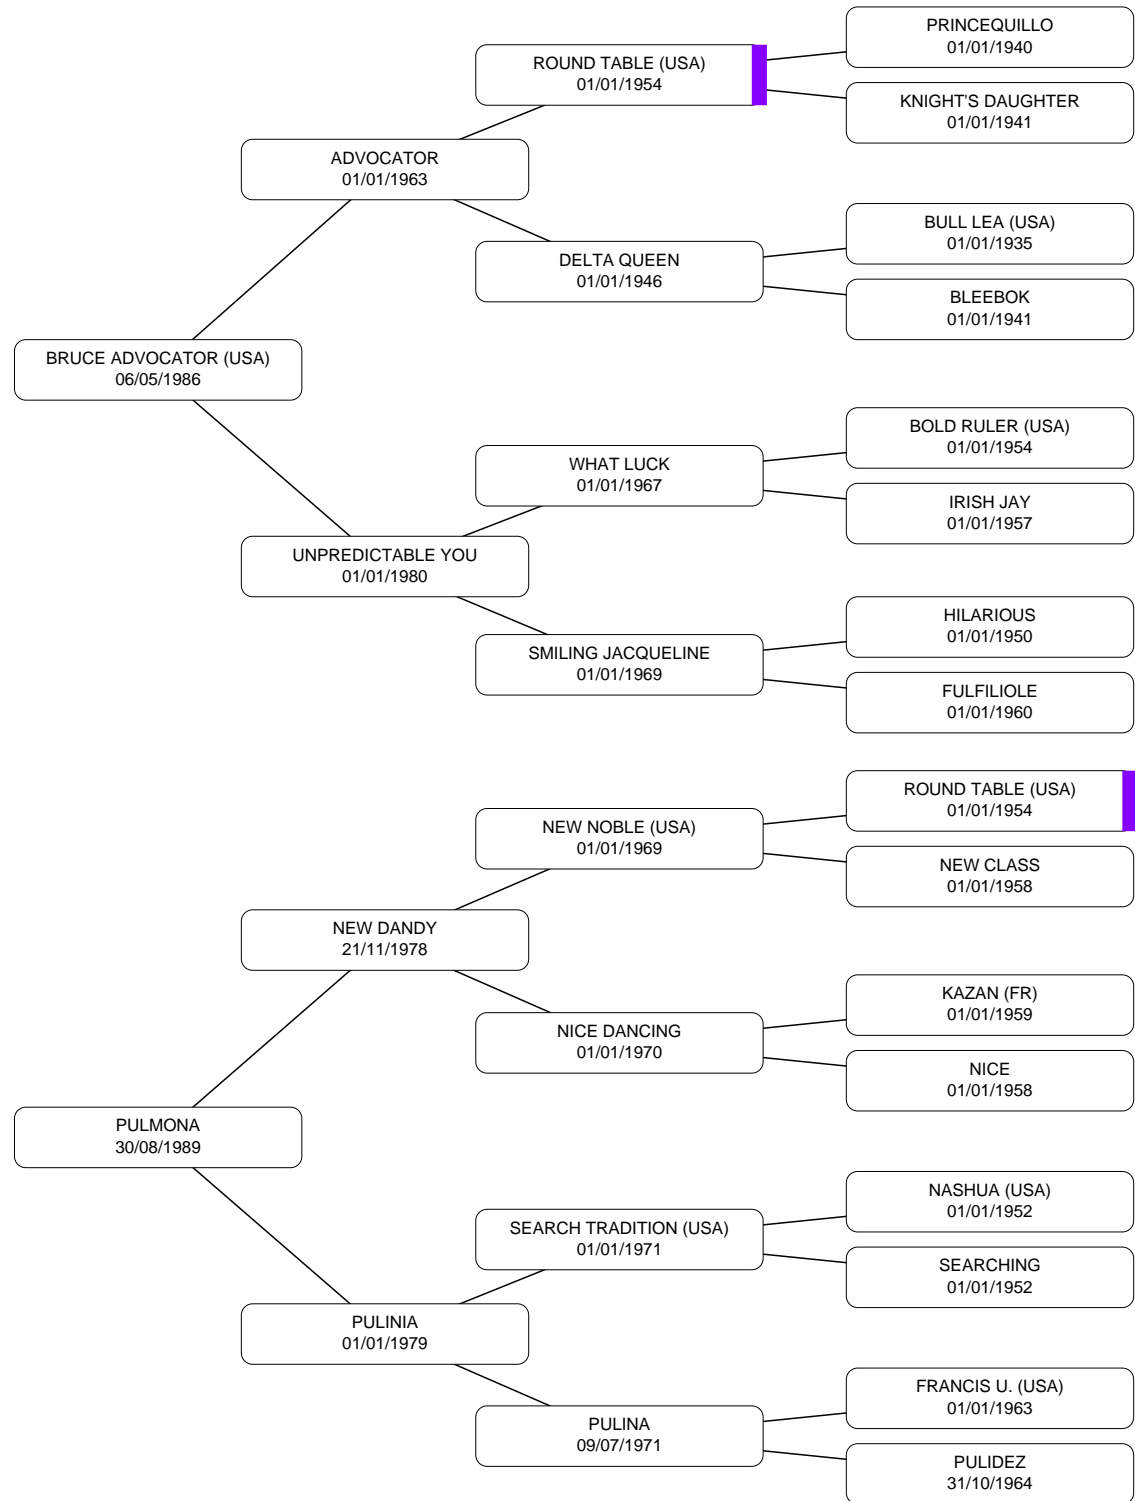 PRINCEQUILLO
01/01/1940
ROUND TABLE (USA)
01/01/1954
KNIGHT'S DAUGHTER
01/01/1941
ADVOCATOR
01/01/1963
BULL LEA (USA)
01/01/1935
DELTA QUEEN
01/01/1946
BLEEBOK
01/01/1941
BRUCE ADVOCATOR (USA)
06/05/1986
BOLD RULER (USA)
01/01/1954
WHAT LUCK
01/01/1967
IRISH JAY
01/01/1957
UNPREDICTABLE YOU
01/01/1980
HILARIOUS
01/01/1950
SMILING JACQUELINE
01/01/1969
FULFILIOLE
01/01/1960
ROUND TABLE (USA)
01/01/1954
NEW NOBLE (USA)
01/01/1969
NEW CLASS
01/01/1958
NEW DANDY
21/11/1978
KAZAN (FR)
01/01/1959
NICE DANCING
01/01/1970
NICE
01/01/1958
PULMONA
30/08/1989
NASHUA (USA)
01/01/1952
SEARCH TRADITION (USA)
01/01/1971
SEARCHING
01/01/1952
PULINIA
01/01/1979
FRANCIS U. (USA)
01/01/1963
PULINA
09/07/1971
PULIDEZ
31/10/1964